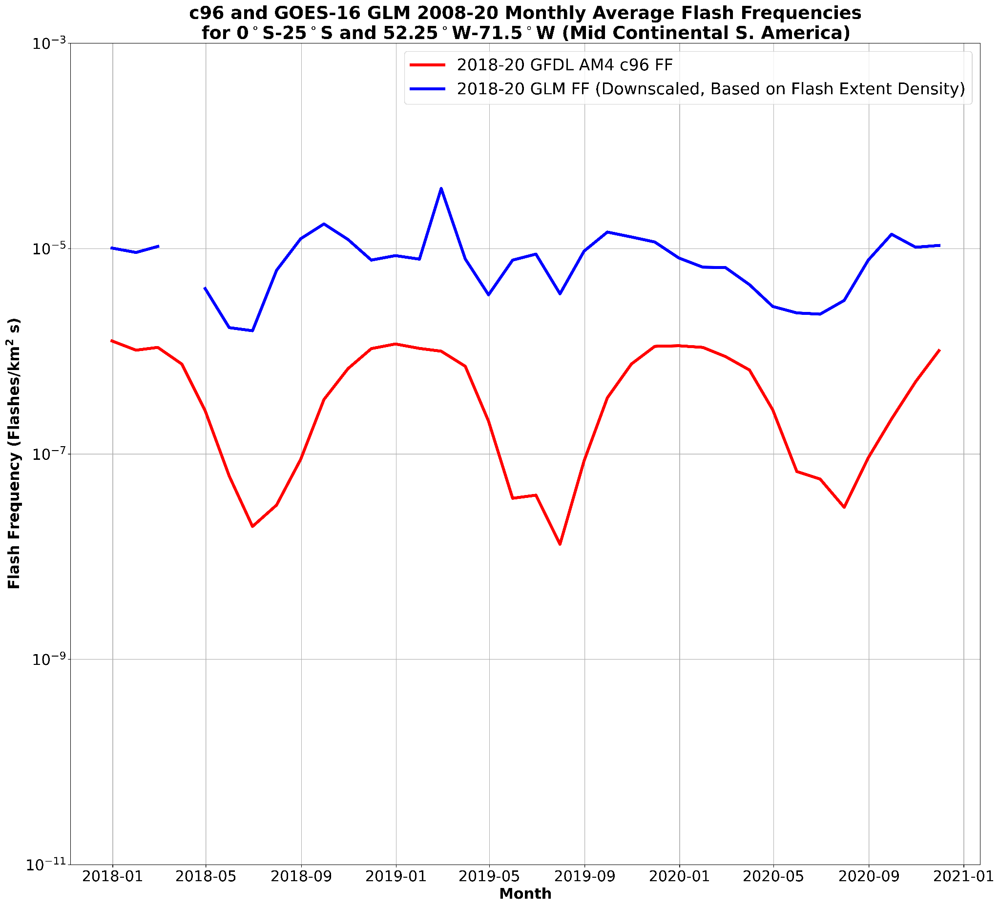 c96 and GOES-16 GLM 2008-20 Monthly Average Flash Frequencies
for 0°S-25°S and 52.25°W-71.5°W (Mid Continental S. America)
2018-20 GFDL AM4 c96 FF
2018-20 GLM FF (Downscaled, Based on Flash Extent Density)
Flash Frequency (Flashes/km² s)
10⁻³
10⁻⁵
10⁻⁷
10⁻⁹
10⁻¹¹
2018-01 2018-05 2018-09 2019-01 2019-05 2019-09 2020-01 2020-05 2020-09 2021-01
Month